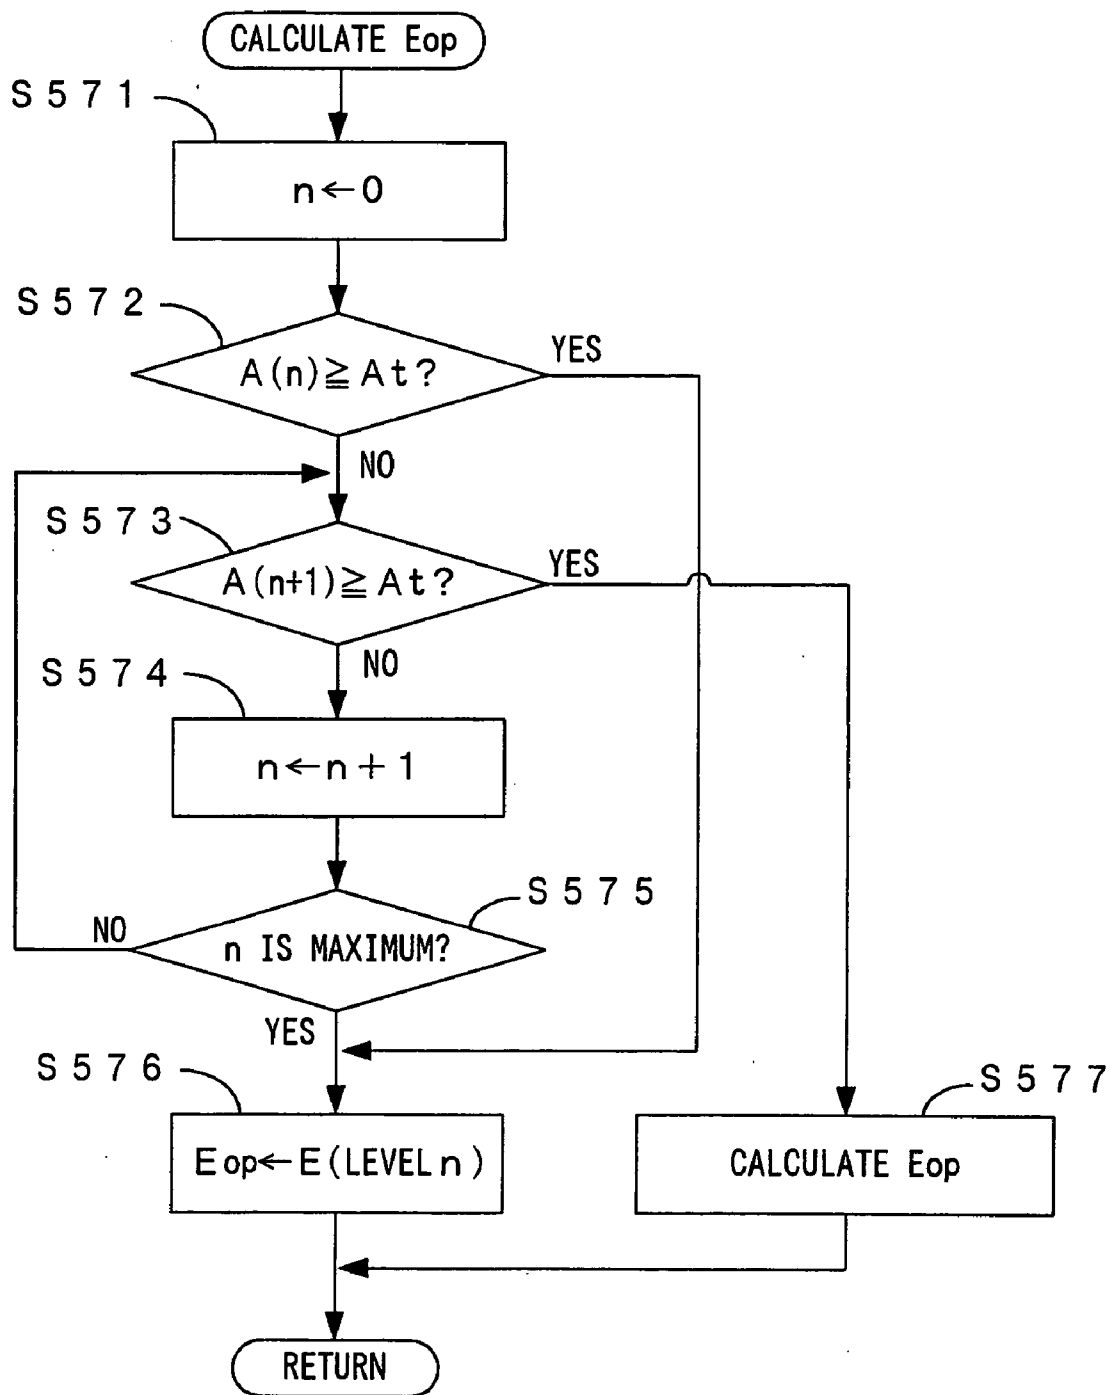 CALCULATE Eop
S571
n←0
S572
A(n)≧At?
YES
NO
S573
A(n+1)≧At?
YES
NO
S574
n←n+1
S575
n IS MAXIMUM?
NO
YES
S576
Eop←E(LEVELn)
S577
CALCULATE Eop
RETURN